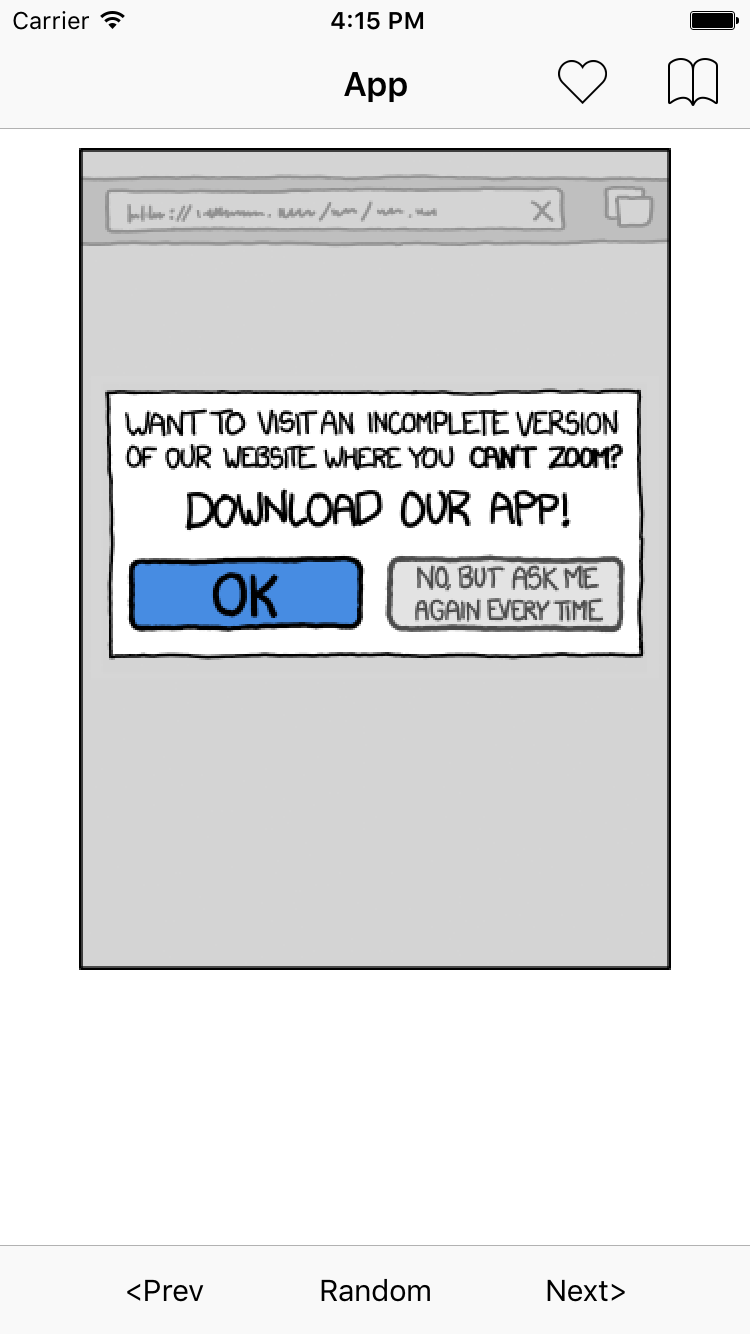 Carrier 4:15 PM
App
WANT TO VISIT AN INCOMPLETE VERSION
OF OUR WEBSITE WHERE YOU CAN'T ZOOM?
DOWNLOAD OUR APP!
OK
NO, BUT ASK ME
AGAIN EVERY TIME
<Prev Random Next>